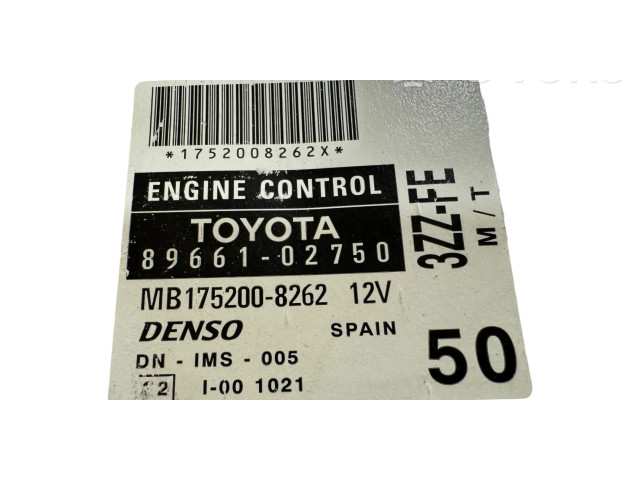 *1752008262X*
ENGINE CONTROL
TOYOTA
89661-02750
MB175200-8262 12V
DENSO SPAIN
DN - IMS - 005
I-00 1021
3ZZ-FE
M/T
50